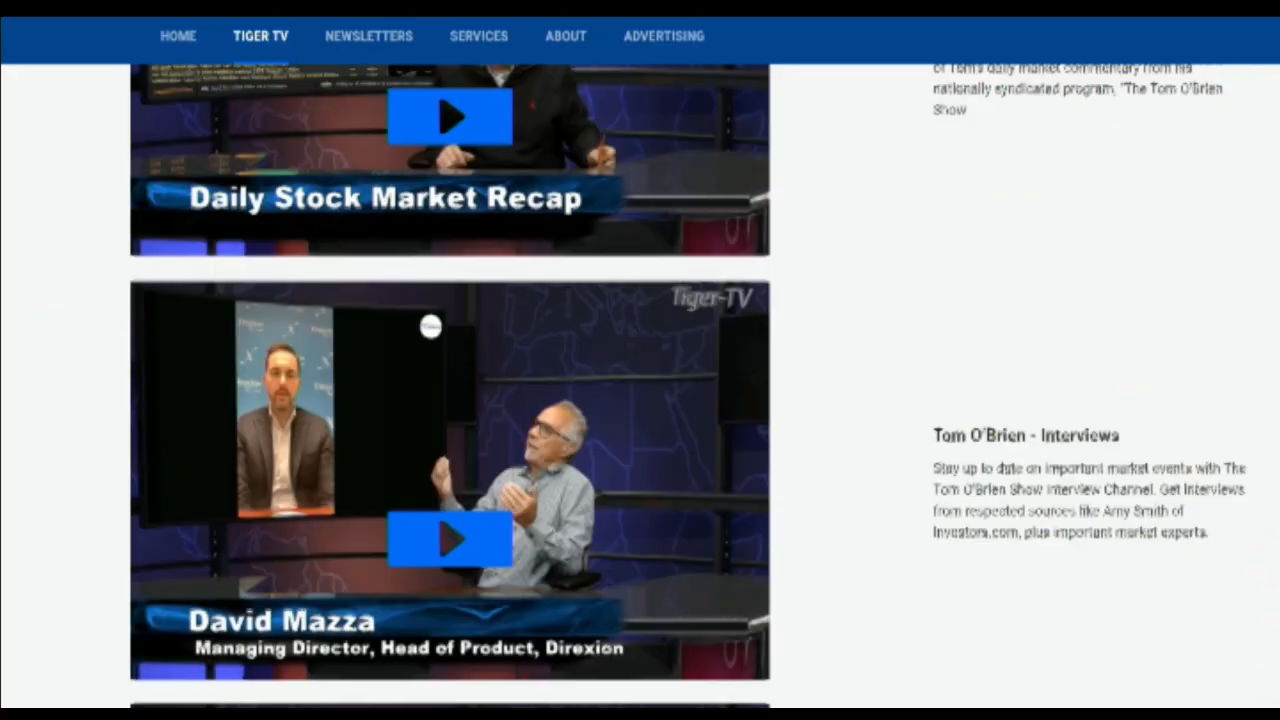 HOME TIGER TV NEWSLETTERS SERVICES ABOUT ADVERTISING
of Tom's daily market commentary from his
nationally syndicated program, "The Tom O'Brien
Show
Daily Stock Market Recap
Tiger-TV
Tom O'Brien - Interviews
Stay up to date on important market events with The
Tom O'Brien Show Interview Channel. Get Interviews
from respected sources like Amy Smith of
Investors.com, plus important market experts.
David Mazza
Managing Director, Head of Product, Direxion